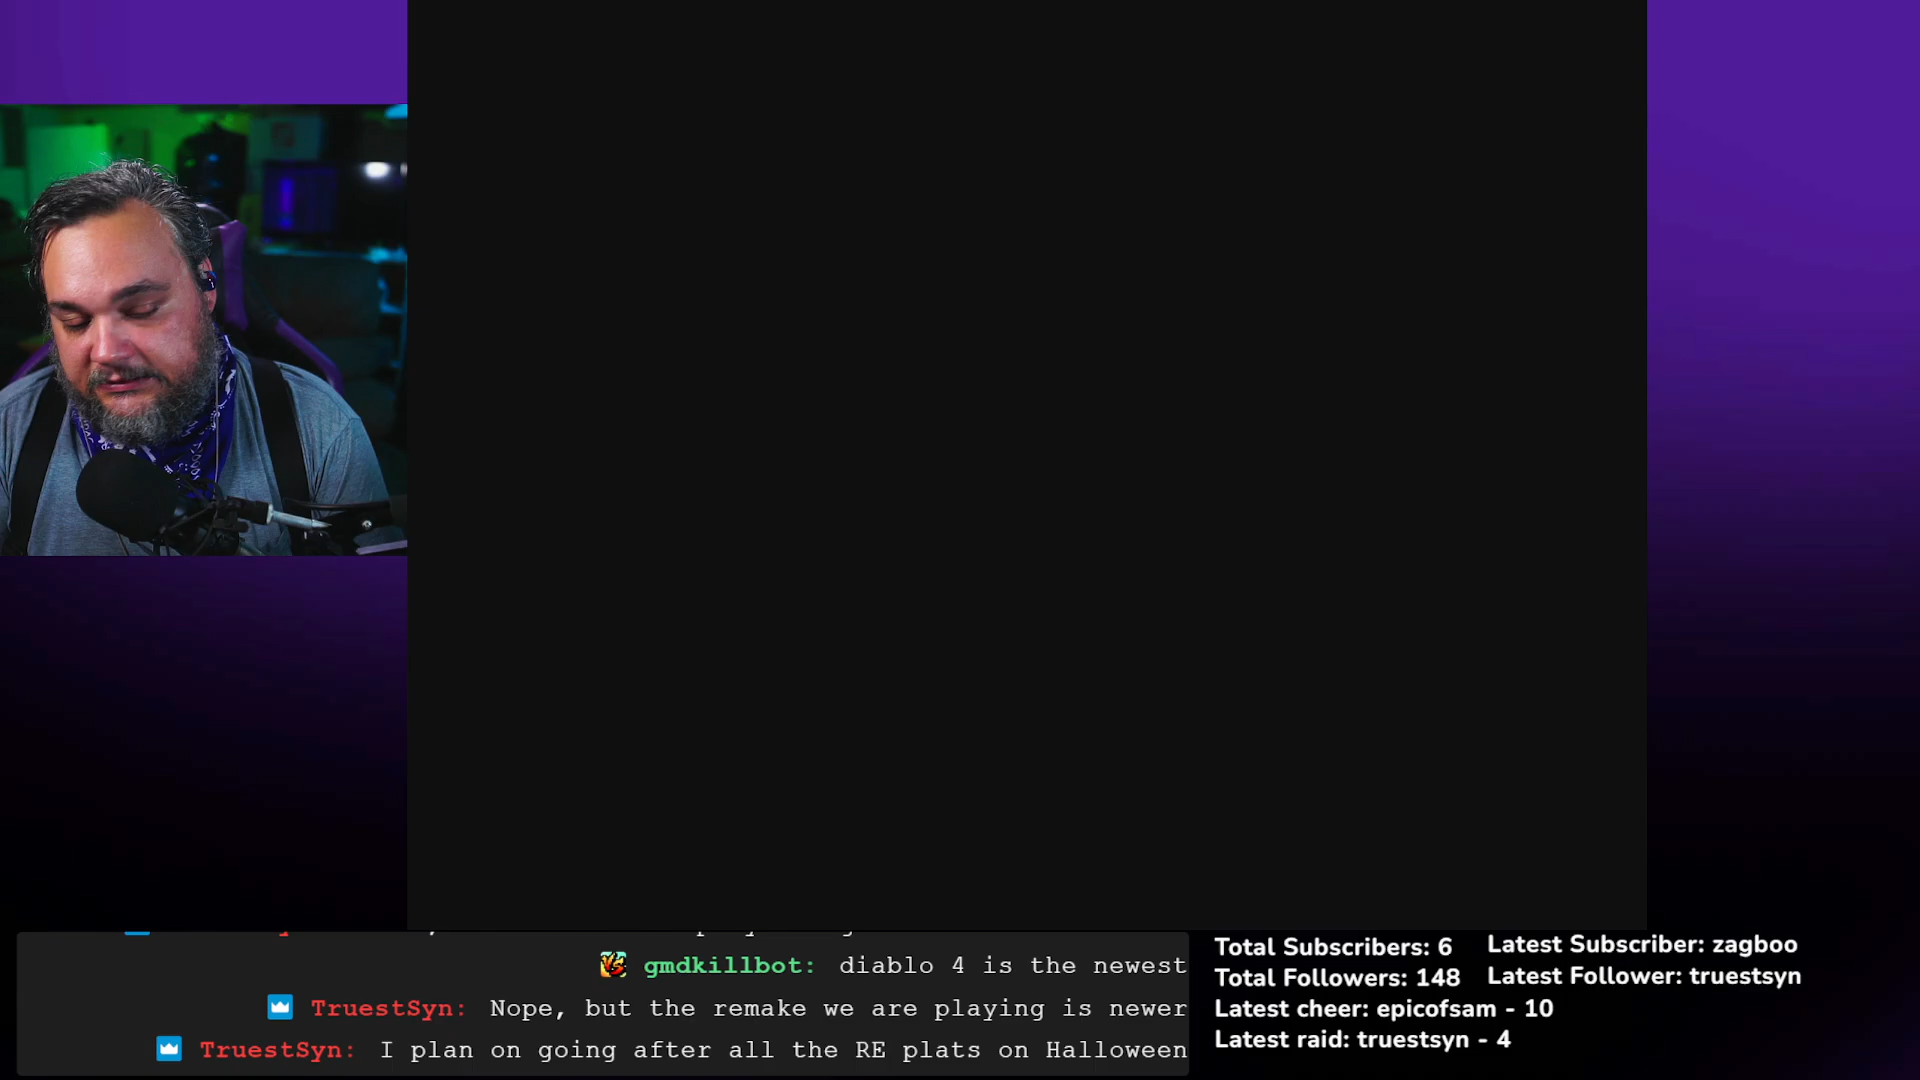 gmdkillbot: diablo 4 is the newest
TruestSyn: Nope, but the remake we are playing is newer
TruestSyn: I plan on going after all the RE plats on Halloween
Total Subscribers: 6
Latest Subscriber: zagboo
Total Followers: 148
Latest Follower: truestsyn
Latest cheer: epicofsam - 10
Latest raid: truestsyn - 4